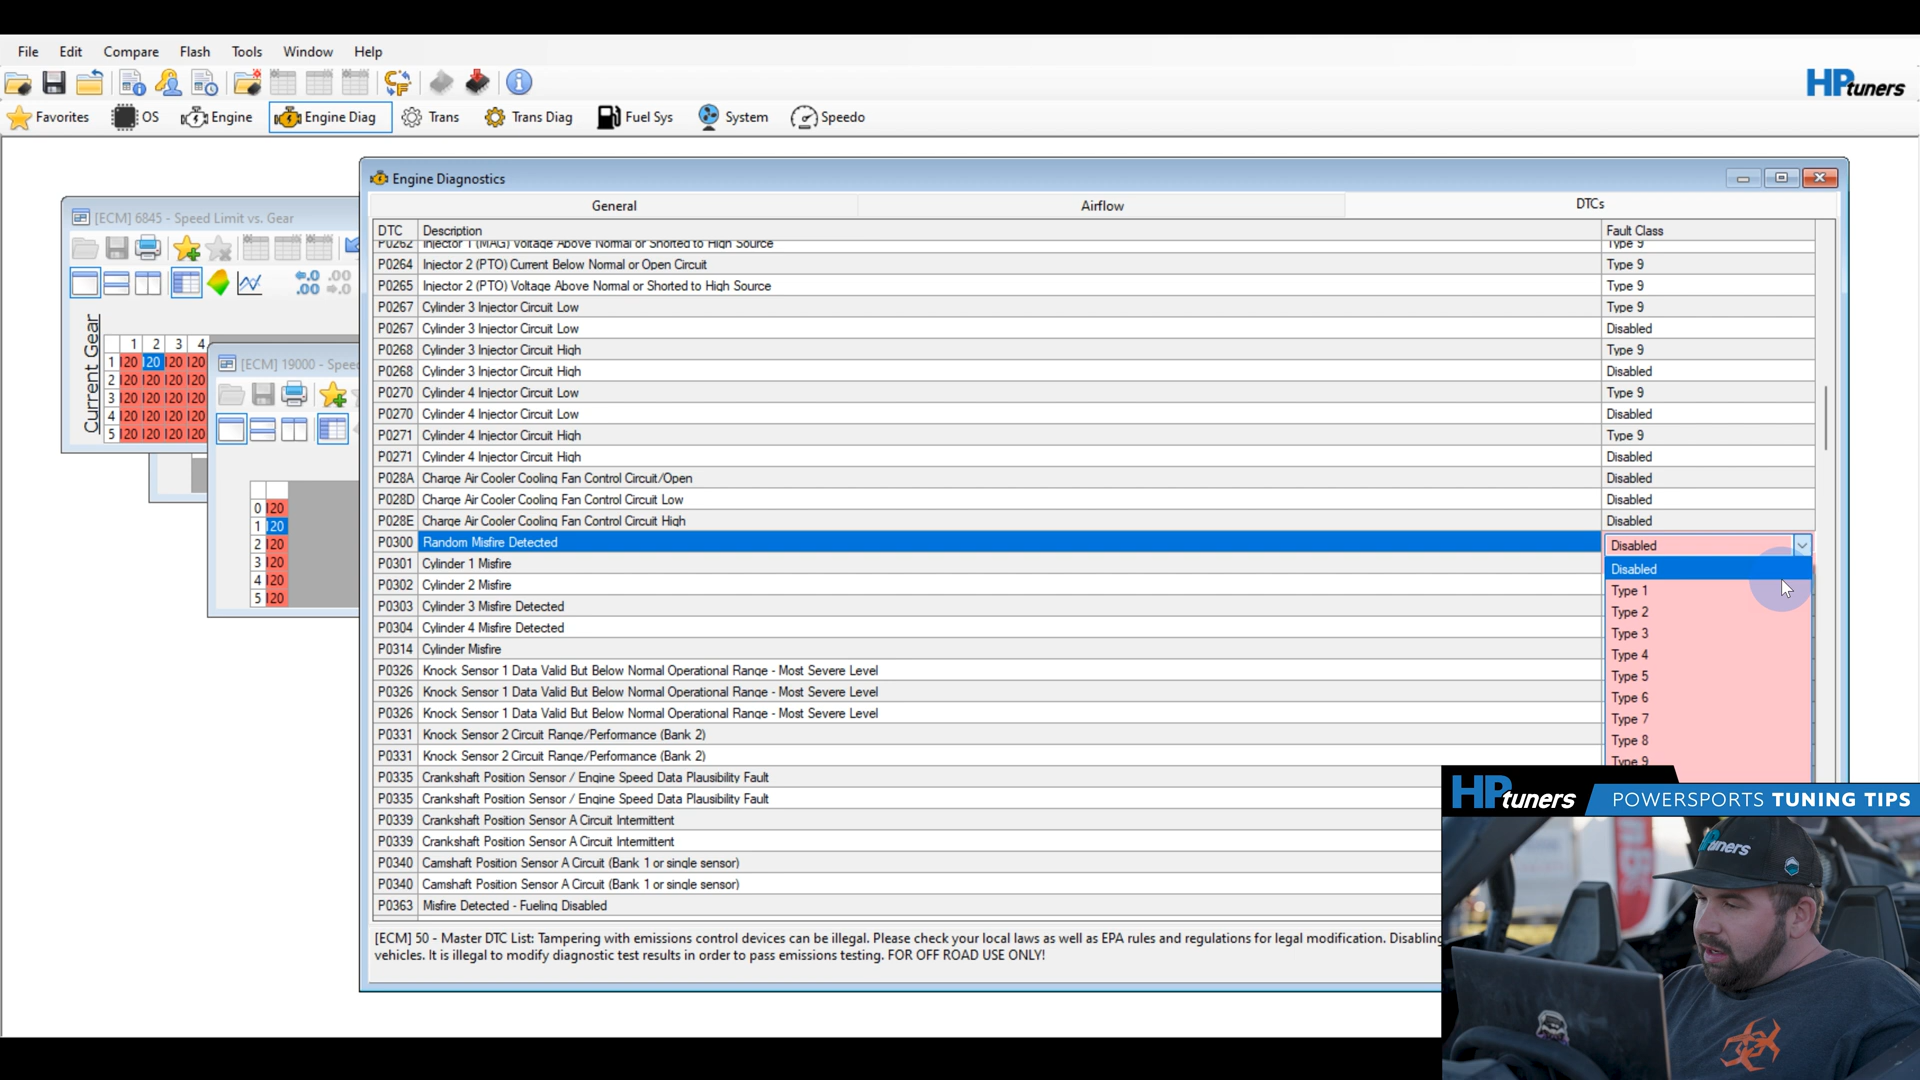 File Edit Compare Flash Tools Window Help
HPtuners
Favorites OS Engine Engine Diag Trans Trans Diag Fuel Sys System Speedo
Engine Diagnostics
General Airflow DTCs
DTC Description Fault Class
P0262 Injector 1 (MAG) Voltage Above Normal or Shorted to High Source Type 9
P0264 Injector 2 (PTO) Current Below Normal or Open Circuit Type 9
P0265 Injector 2 (PTO) Voltage Above Normal or Shorted to High Source Type 9
P0267 Cylinder 3 Injector Circuit Low Type 9
P0267 Cylinder 3 Injector Circuit Low Disabled
P0268 Cylinder 3 Injector Circuit High Type 9
P0268 Cylinder 3 Injector Circuit High Disabled
P0270 Cylinder 4 Injector Circuit Low Type 9
P0270 Cylinder 4 Injector Circuit Low Disabled
P0271 Cylinder 4 Injector Circuit High Type 9
P0271 Cylinder 4 Injector Circuit High Disabled
P028A Charge Air Cooler Cooling Fan Control Circuit/Open Disabled
P028D Charge Air Cooler Cooling Fan Control Circuit Low Disabled
P028E Charge Air Cooler Cooling Fan Control Circuit High Disabled
P0300 Random Misfire Detected Disabled
P0301 Cylinder 1 Misfire
P0302 Cylinder 2 Misfire
P0303 Cylinder 3 Misfire Detected
P0304 Cylinder 4 Misfire Detected
P0314 Cylinder Misfire
P0326 Knock Sensor 1 Data Valid But Below Normal Operational Range - Most Severe Level
P0326 Knock Sensor 1 Data Valid But Below Normal Operational Range - Most Severe Level
P0326 Knock Sensor 1 Data Valid But Below Normal Operational Range - Most Severe Level
P0331 Knock Sensor 2 Circuit Range/Performance (Bank 2)
P0331 Knock Sensor 2 Circuit Range/Performance (Bank 2)
P0335 Crankshaft Position Sensor / Engine Speed Data Plausibility Fault
P0335 Crankshaft Position Sensor / Engine Speed Data Plausibility Fault
P0339 Crankshaft Position Sensor A Circuit Intermittent
P0339 Crankshaft Position Sensor A Circuit Intermittent
P0340 Camshaft Position Sensor A Circuit (Bank 1 or single sensor)
P0340 Camshaft Position Sensor A Circuit (Bank 1 or single sensor)
P0363 Misfire Detected - Fueling Disabled
Disabled
Type 1
Type 2
Type 3
Type 4
Type 5
Type 6
Type 7
Type 8
Type 9
[ECM] 50 - Master DTC List: Tampering with emissions control devices can be illegal. Please check your local laws as well as EPA rules and regulations for legal modification. Disabling
vehicles. It is illegal to modify diagnostic test results in order to pass emissions testing. FOR OFF ROAD USE ONLY!
[ECM] 6845 - Speed Limit vs. Gear
Current Gear
1 2 3 4
1 120 120 120 120
2 120 120 120 120
3 120 120 120 120
4 120 120 120 120
5 120 120 120 120
[ECM] 19000 - Spee
0 120
1 120
2 120
3 120
4 120
5 120
HPtuners POWERSPORTS TUNING TIPS